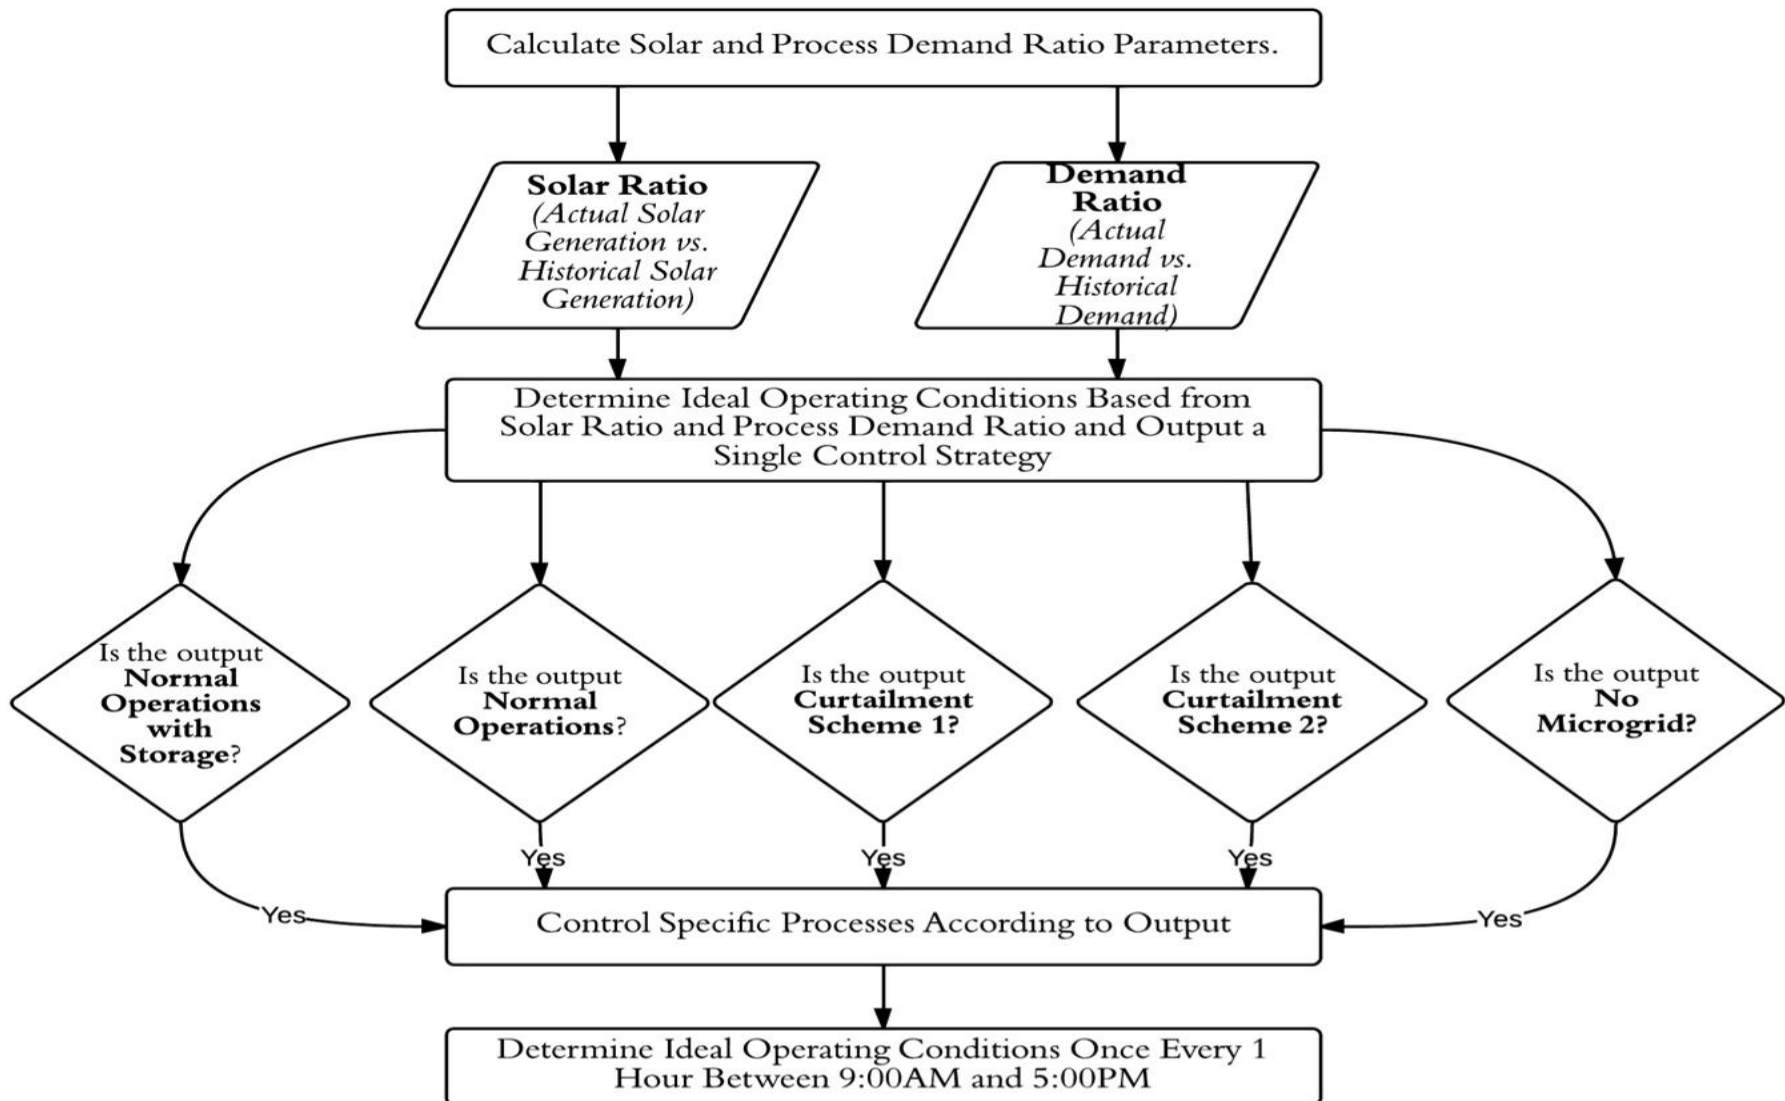 Calculate Solar and Process Demand Ratio Parameters.
Solar Ratio
(Actual Solar
Generation vs.
Historical Solar
Generation)
Demand
Ratio
(Actual
Demand vs.
Historical
Demand)
Determine Ideal Operating Conditions Based from
Solar Ratio and Process Demand Ratio and Output a
Single Control Strategy
Is the output
Normal
Operations
with
Storage?
Is the output
Normal
Operations?
Is the output
Curtailment
Scheme 1?
Is the output
Curtailment
Scheme 2?
Is the output
No
Microgrid?
Yes
Yes
Yes
Yes
Yes
Control Specific Processes According to Output
Determine Ideal Operating Conditions Once Every 1
Hour Between 9:00AM and 5:00PM